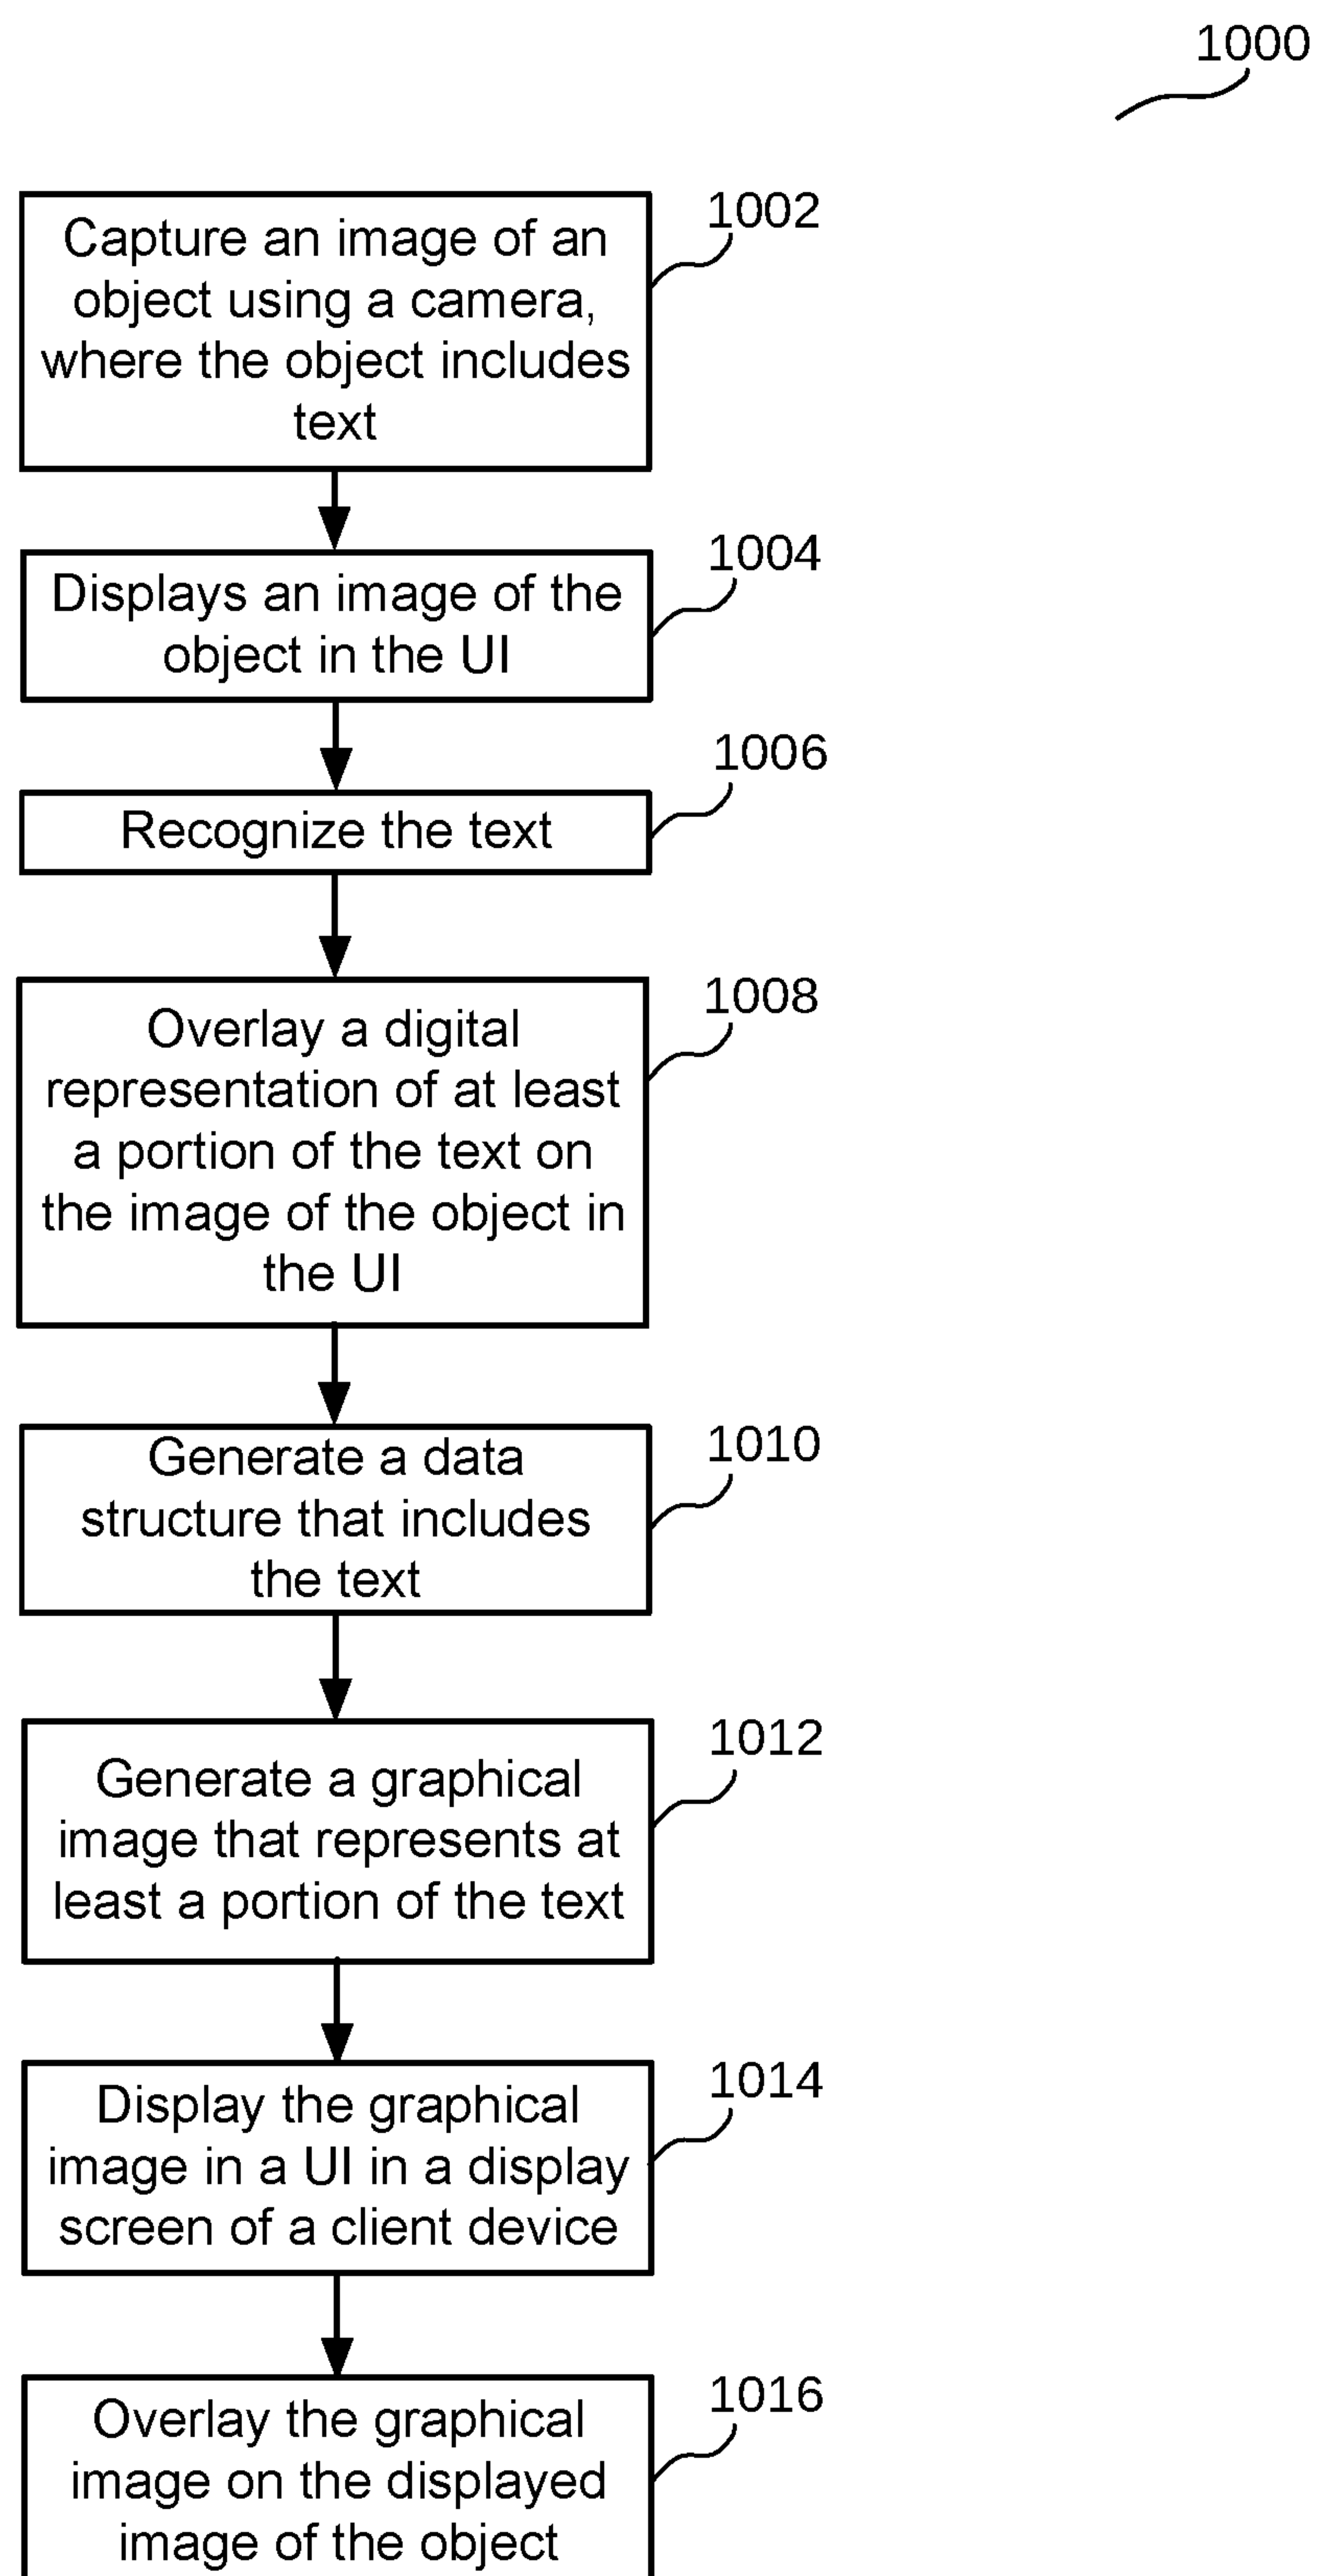 1000
1002
Capture an image of an
object using a camera,
where the object includes
text
1004
Displays an image of the
object in the UI
1006
Recognize the text
1008
Overlay a digital
representation of at least
a portion of the text on
the image of the object in
the UI
1010
Generate a data
structure that includes
the text
1012
Generate a graphical
image that represents at
least a portion of the text
1014
Display the graphical
image in a UI in a display
screen of a client device
1016
Overlay the graphical
image on the displayed
image of the object